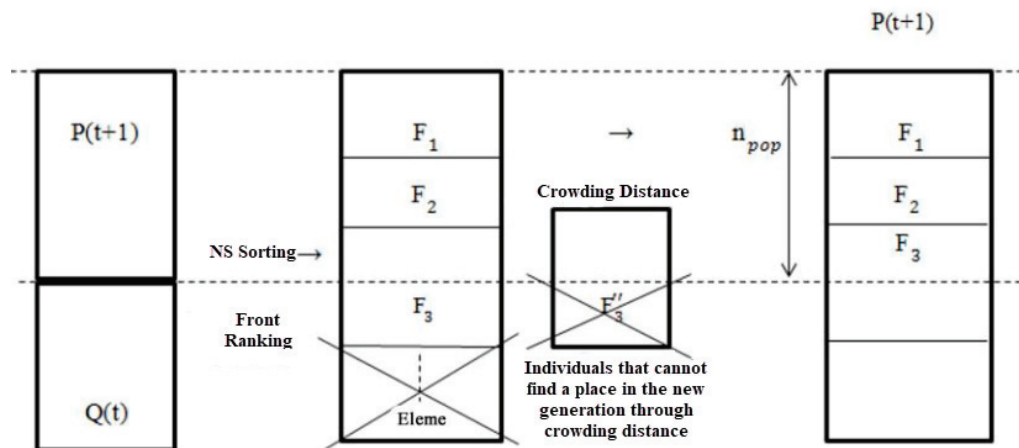 P(t+1)
P(t+1)
F1
→
npop
F1
Crowding Distance
F2
F2
NS Sorting→
F3
F3
F3''
Front
Ranking
Individuals that cannot
find a place in the new
generation through
crowding distance
Q(t)
Eleme